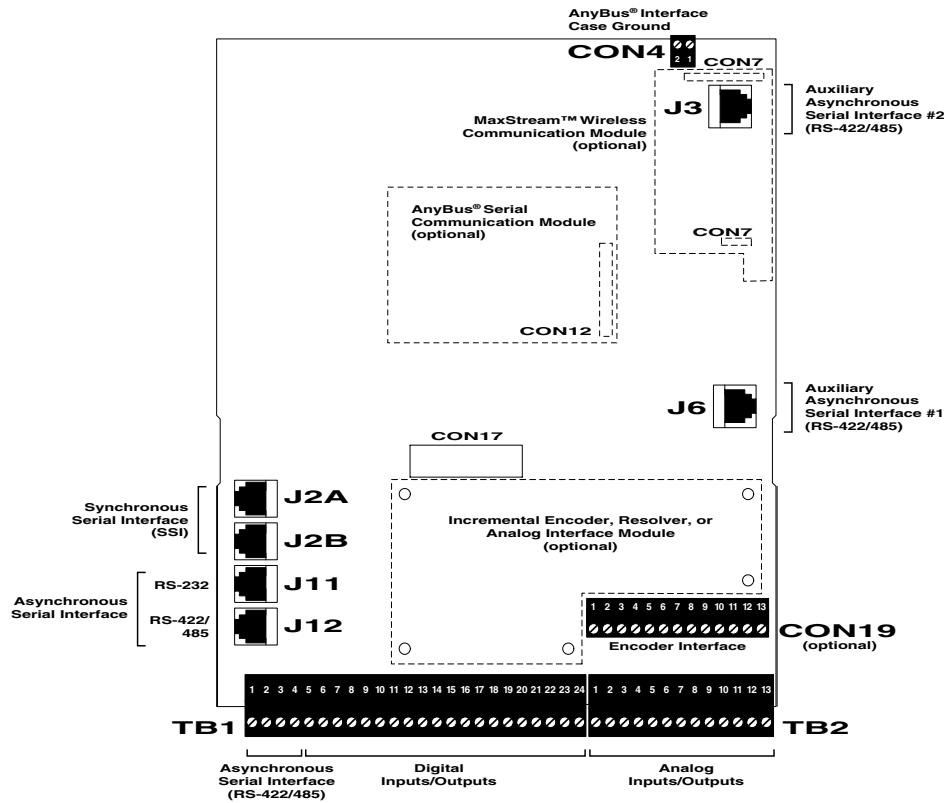 AnyBus® Interface
Case Ground
CON4
2 1
CON7
J3
Auxiliary
Asynchronous
Serial Interface #2
(RS-422/485)
MaxStream™ Wireless
Communication Module
(optional)
AnyBus® Serial
Communication Module
(optional)
CON7
CON12
J6
Auxiliary
Asynchronous
Serial Interface #1
(RS-422/485)
CON17
Synchronous
Serial Interface
(SSI)
J2A
J2B
Incremental Encoder, Resolver, or
Analog Interface Module
(optional)
Asynchronous
Serial Interface
RS-232
J11
RS-422/
485
J12
1 2 3 4 5 6 7 8 9 10 11 12 13
CON19
(optional)
Encoder Interface
1 2 3 4 5 6 7 8 9 10 11 12 13 14 15 16 17 18 19 20 21 22 23 24
1 2 3 4 5 6 7 8 9 10 11 12 13
TB1
TB2
Asynchronous
Serial Interface
(RS-422/485)
Digital
Inputs/Outputs
Analog
Inputs/Outputs